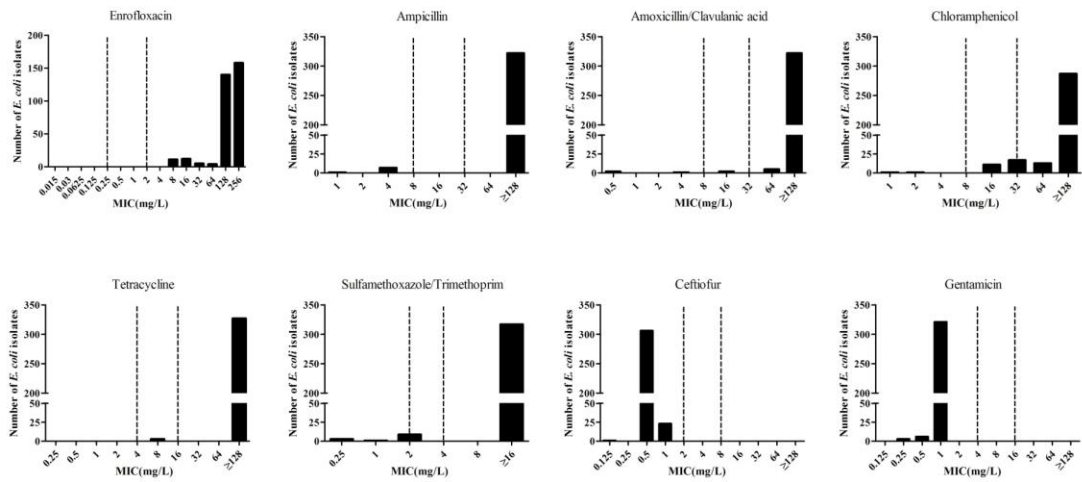 Enrofloxacin
Number of E. coli isolates
200
150
100
50
0
0.015 0.03 0.0625 0.125 0.25 0.5 1 2 4 8 16 32 64 128 256
MIC(mg/L)
Ampicillin
Number of E. coli isolates
350
300
250
200
50
25
0
1 2 4 8 16 32 64 ≥128
MIC(mg/L)
Amoxicillin/Clavulanic acid
Number of E. coli isolates
350
300
250
200
50
25
0
0.5 1 2 4 8 16 32 64 ≥128
MIC(mg/L)
Chloramphenicol
Number of E. coli isolates
350
300
250
200
50
25
0
1 2 4 8 16 32 64 ≥128
MIC(mg/L)
Tetracycline
Number of E. coli isolates
350
300
250
200
50
25
0
0.25 0.5 1 2 4 8 16 32 64 ≥128
MIC(mg/L)
Sulfamethoxazole/Trimethoprim
Number of E. coli isolates
350
300
250
200
50
25
0
0.25 1 2 4 8 ≥16
MIC(mg/L)
Ceftiofur
Number of E. coli isolates
350
300
250
200
50
25
0
0.125 0.25 0.5 1 2 4 8 16 32 64 ≥128
MIC(mg/L)
Gentamicin
Number of E. coli isolates
350
300
250
200
50
25
0
0.125 0.25 0.5 1 2 4 8 16 32 64 ≥128
MIC(mg/L)